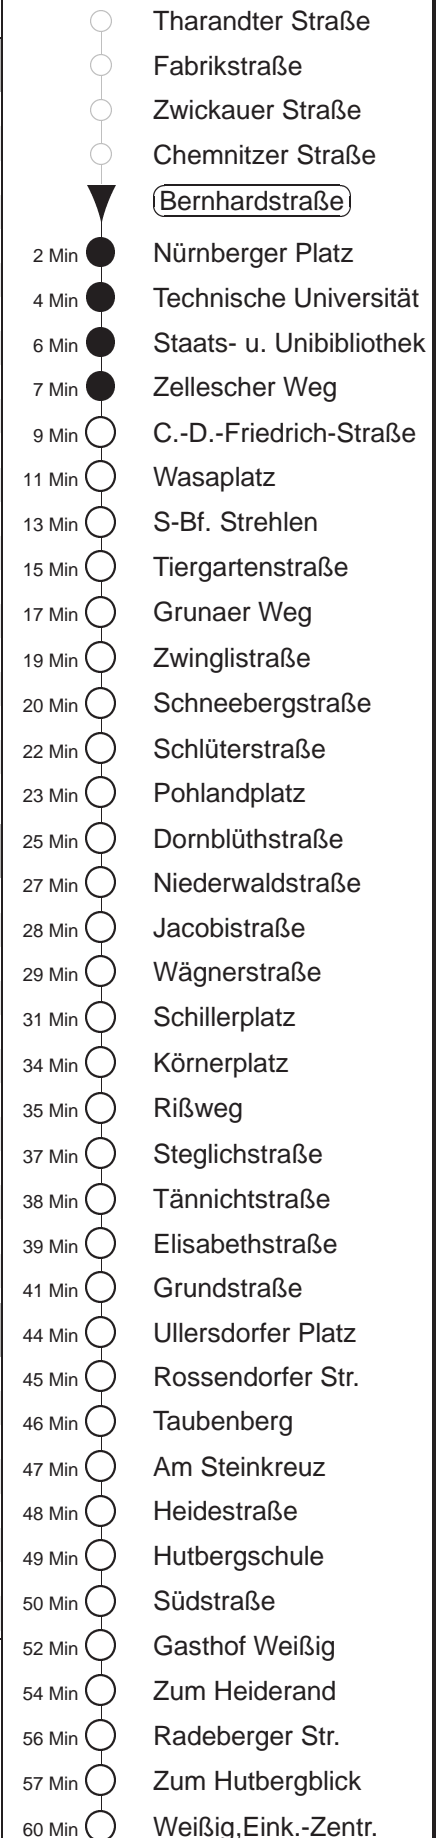 Tharandter Straße
Fabrikstraße
Zwickauer Straße
Chemnitzer Straße
Bernhardstraße
2 Min Nürnberger Platz
4 Min Technische Universität
6 Min Staats- u. Unibibliothek
7 Min Zellescher Weg
9 Min C.-D.-Friedrich-Straße
11 Min Wasaplatz
13 Min S-Bf. Strehlen
15 Min Tiergartenstraße
17 Min Grunaer Weg
19 Min Zwinglistraße
20 Min Schneebergstraße
22 Min Schlüterstraße
23 Min Pohlandplatz
25 Min Dornblüthstraße
27 Min Niederwaldstraße
28 Min Jacobistraße
29 Min Wägnerstraße
31 Min Schillerplatz
34 Min Körnerplatz
35 Min Rißweg
37 Min Steglichstraße
38 Min Tännichtstraße
39 Min Elisabethstraße
41 Min Grundstraße
44 Min Ullersdorfer Platz
45 Min Rossendorfer Str.
46 Min Taubenberg
47 Min Am Steinkreuz
48 Min Heidestraße
49 Min Hutbergschule
50 Min Südstraße
52 Min Gasthof Weißig
54 Min Zum Heiderand
56 Min Radeberger Str.
57 Min Zum Hutbergblick
60 Min Weißig,Eink.-Zentr.